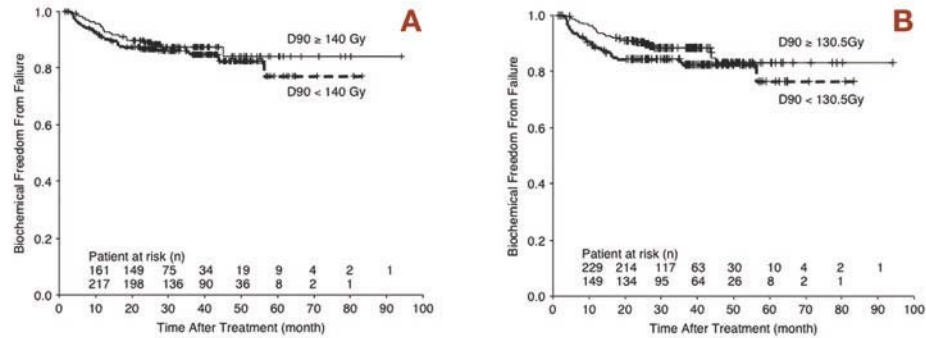 A
Biochemical Freedom From Failure
1.0
0.8
0.6
0.4
0.2
0.0
D90 ≥ 140 Gy
D90 < 140 Gy
Patient at risk (n)
161 149 75 34 19 9 4 2 1
217 198 136 90 36 8 2 1
0 10 20 30 40 50 60 70 80 90 100
Time After Treatment (month)
B
Biochemical Freedom From Failure
1.0
0.8
0.6
0.4
0.2
0.0
D90 ≥ 130.5Gy
D90 < 130.5Gy
Patient at risk (n)
229 214 117 63 30 10 4 2 1
149 134 95 64 26 8 2 1
0 10 20 30 40 50 60 70 80 90 100
Time After Treatment (month)